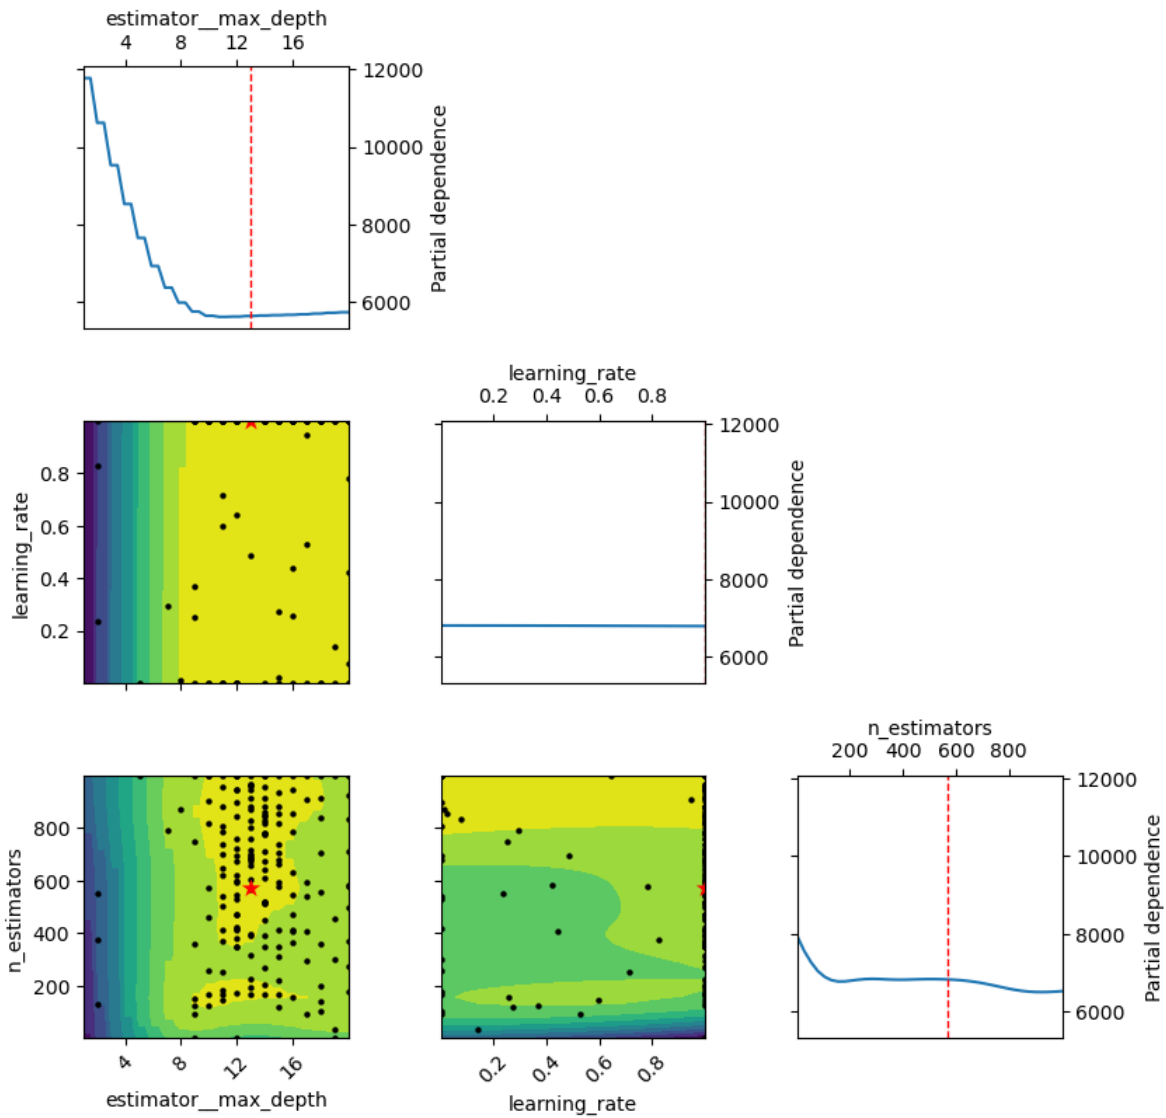 estimator__max_depth
4 8 12 16
12000
10000
8000
6000
Partial dependence
learning_rate
0.2 0.4 0.6 0.8
12000
10000
8000
6000
Partial dependence
0.8
0.6
0.4
0.2
learning_rate
n_estimators
200 400 600 800
12000
10000
8000
6000
Partial dependence
800
600
400
200
n_estimators
4 8 12 16
estimator__max_depth
0.2 0.4 0.6 0.8
learning_rate